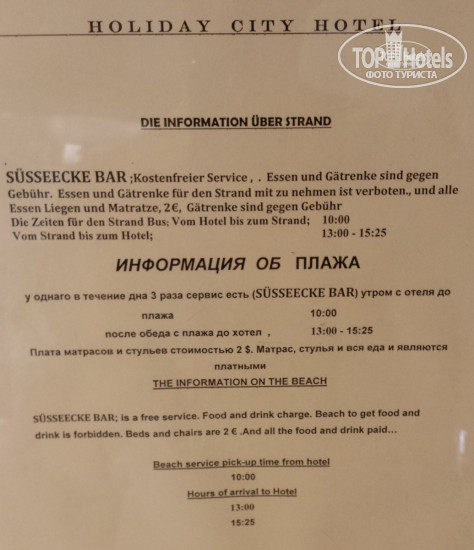 HOLIDAY CITY HOTEL
TOPHotels
ФОТО ТУРИСТА
DIE INFORMATION ÜBER STRAND
SÜSSEECKE BAR ;Kostenfreier Service , . Essen und Gätrenke sind gegen
Gebühr. Essen und Gätrenke für den Strand mit zu nehmen ist verboten., und alle
Essen Liegen und Matratze, 2€, Gätrenke sind gegen Gebühr
Die Zeiten für den Strand Bus; Vom Hotel bis zum Strand; 10:00
Vom Strand bis zum Hotel; 13:00 - 15:25
ИНФОРМАЦИЯ ОБ ПЛАЖА
у однаго в течение дна 3 раза сервис есть (SÜSSEECKE BAR) утром с отеля до
плажа 10:00
после обеда с плажа до хотел , 13:00 - 15:25
Плата матрасов и стульев стоимостью 2 $. Матрас, стулья и вся еда и являются
платными
THE INFORMATION ON THE BEACH
SÜSSEECKE BAR; is a free service. Food and drink charge. Beach to get food and
drink is forbidden. Beds and chairs are 2 € .And all the food and drink paid...
Beach service pick-up time from hotel
10:00
Hours of arrival to Hotel
13:00
15:25